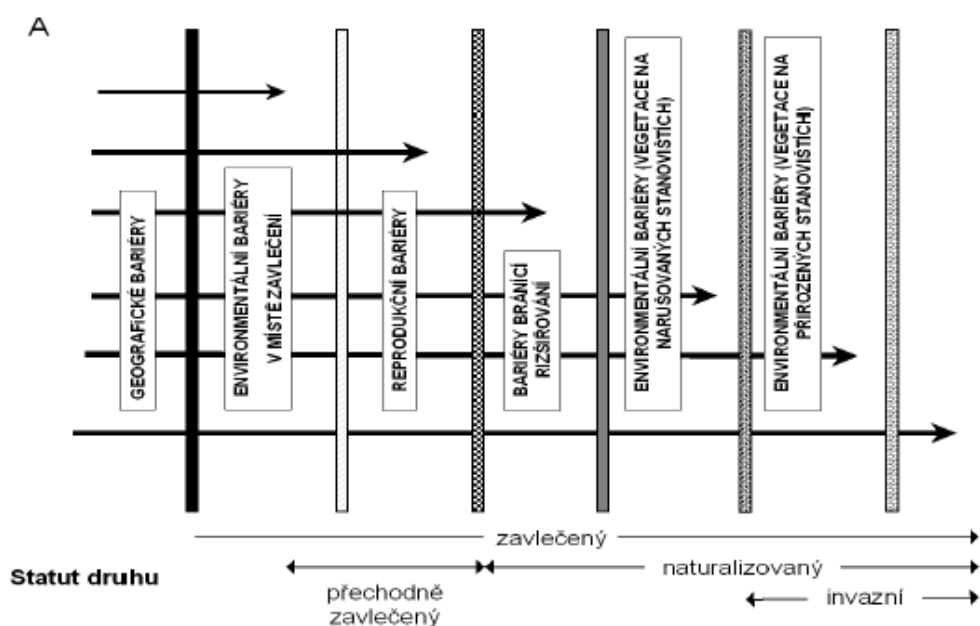 A
GEOGRAFICKÉ BARIÉRY
ENVIRONMENTÁLNÍ BARIÉRY
V MÍSTĚ ZAVLEČENÍ
REPRODUKČNÍ BARIÉRY
BARIÉRY BRÁNÍCÍ
RIZŠIŘOVÁNÍ
ENVIRONMENTÁLNÍ BARIÉRY (VEGETACE NA
NARUŠOVANÝCH STANOVIŠTÍCH)
ENVIRONMENTÁLNÍ BARIÉRY (VEGETACE NA
PŘIROZENÝCH STANOVIŠTÍCH)
zavlečený
Statut druhu
přechodně
zavlečený
naturalizovaný
invazní